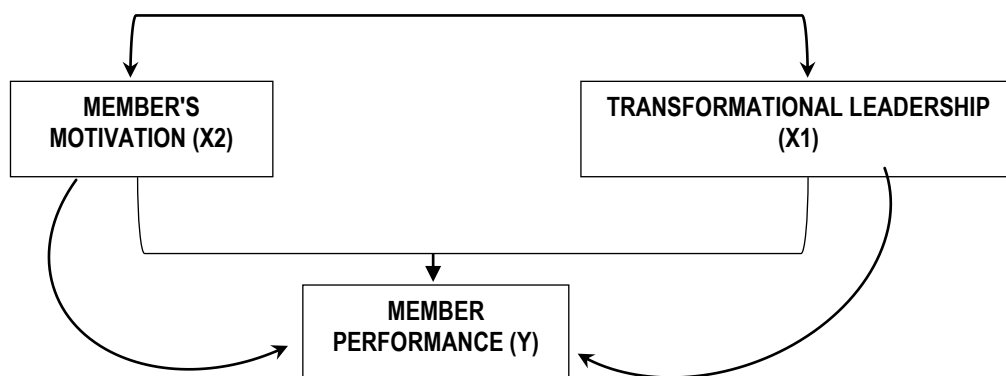 MEMBER'S
MOTIVATION (X2)
TRANSFORMATIONAL LEADERSHIP
(X1)
MEMBER
PERFORMANCE (Y)